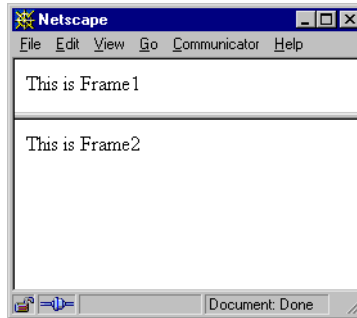 Netscape
File Edit View Go Communicator Help
This is Frame1
This is Frame2
Document: Done